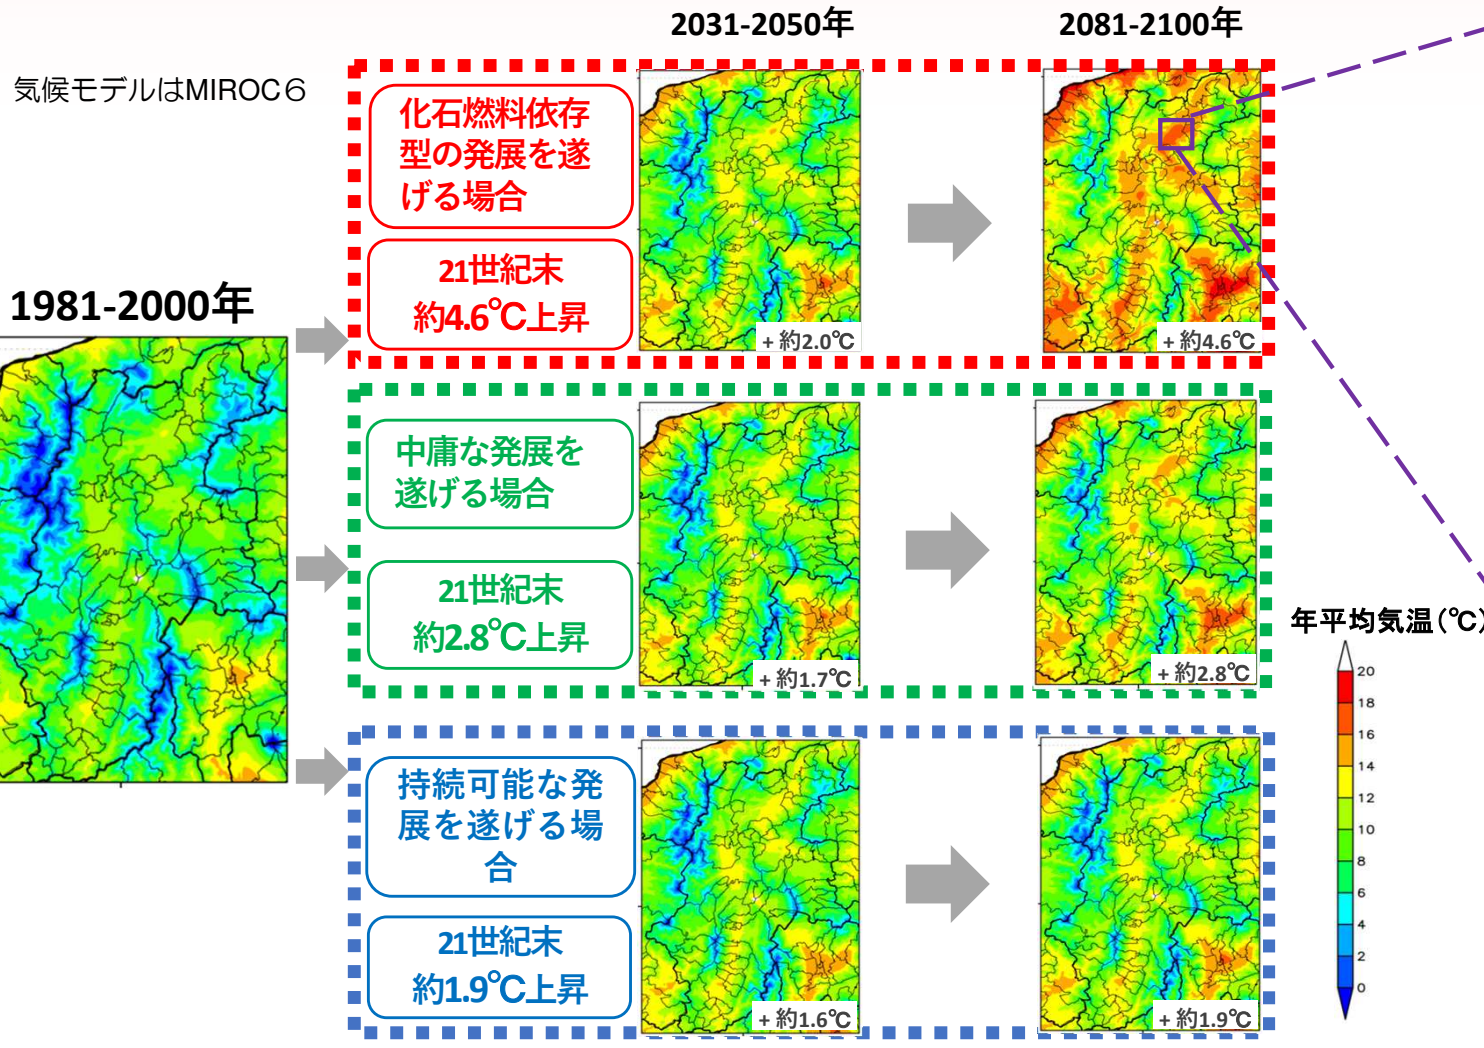 2031-2050年
2081-2100年
気候モデルはMIROC6
化石燃料依存
型の発展を遂
げる場合
21世紀末
約4.6℃上昇
+ 約2.0℃
+ 約4.6℃
1981-2000年
中庸な発展を
遂げる場合
21世紀末
約2.8℃上昇
+ 約1.7℃
+ 約2.8℃
持続可能な発
展を遂げる場
合
21世紀末
約1.9℃上昇
+ 約1.6℃
+ 約1.9℃
年平均気温(℃)
20
18
16
14
12
10
8
6
4
2
0